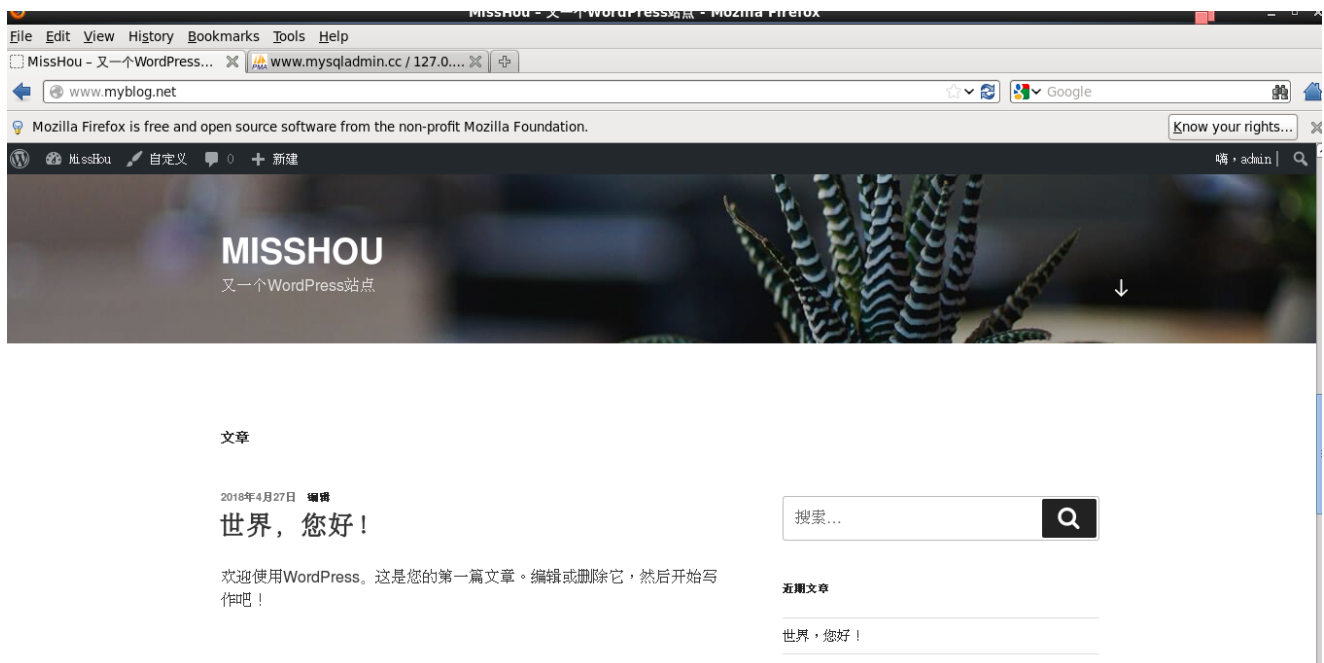 MissHou – 又一个WordPress站点 - Mozilla Firefox
File Edit View History Bookmarks Tools Help
MissHou – 又一个WordPress... www.mysqladmin.cc / 127.0....
www.myblog.net Google
Mozilla Firefox is free and open source software from the non-profit Mozilla Foundation. Know your rights...
MissHou 自定义 0 新建 嗨，admin
MISSHOU
又一个WordPress站点
文章
2018年4月27日 编辑
世界，您好！
搜索...
欢迎使用WordPress。这是您的第一篇文章。编辑或删除它，然后开始写
作吧！
近期文章
世界，您好！